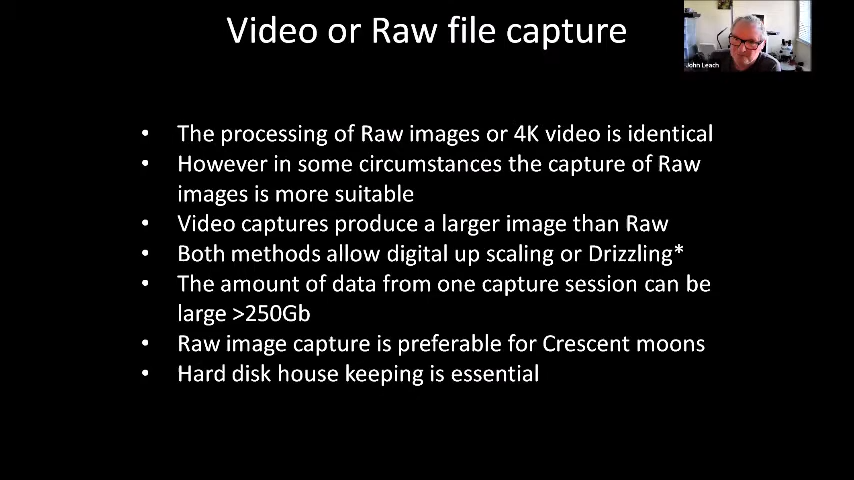 Video or Raw file capture
John Leach
• The processing of Raw images or 4K video is identical
• However in some circumstances the capture of Raw
images is more suitable
• Video captures produce a larger image than Raw
• Both methods allow digital up scaling or Drizzling*
• The amount of data from one capture session can be
large >250Gb
• Raw image capture is preferable for Crescent moons
• Hard disk house keeping is essential